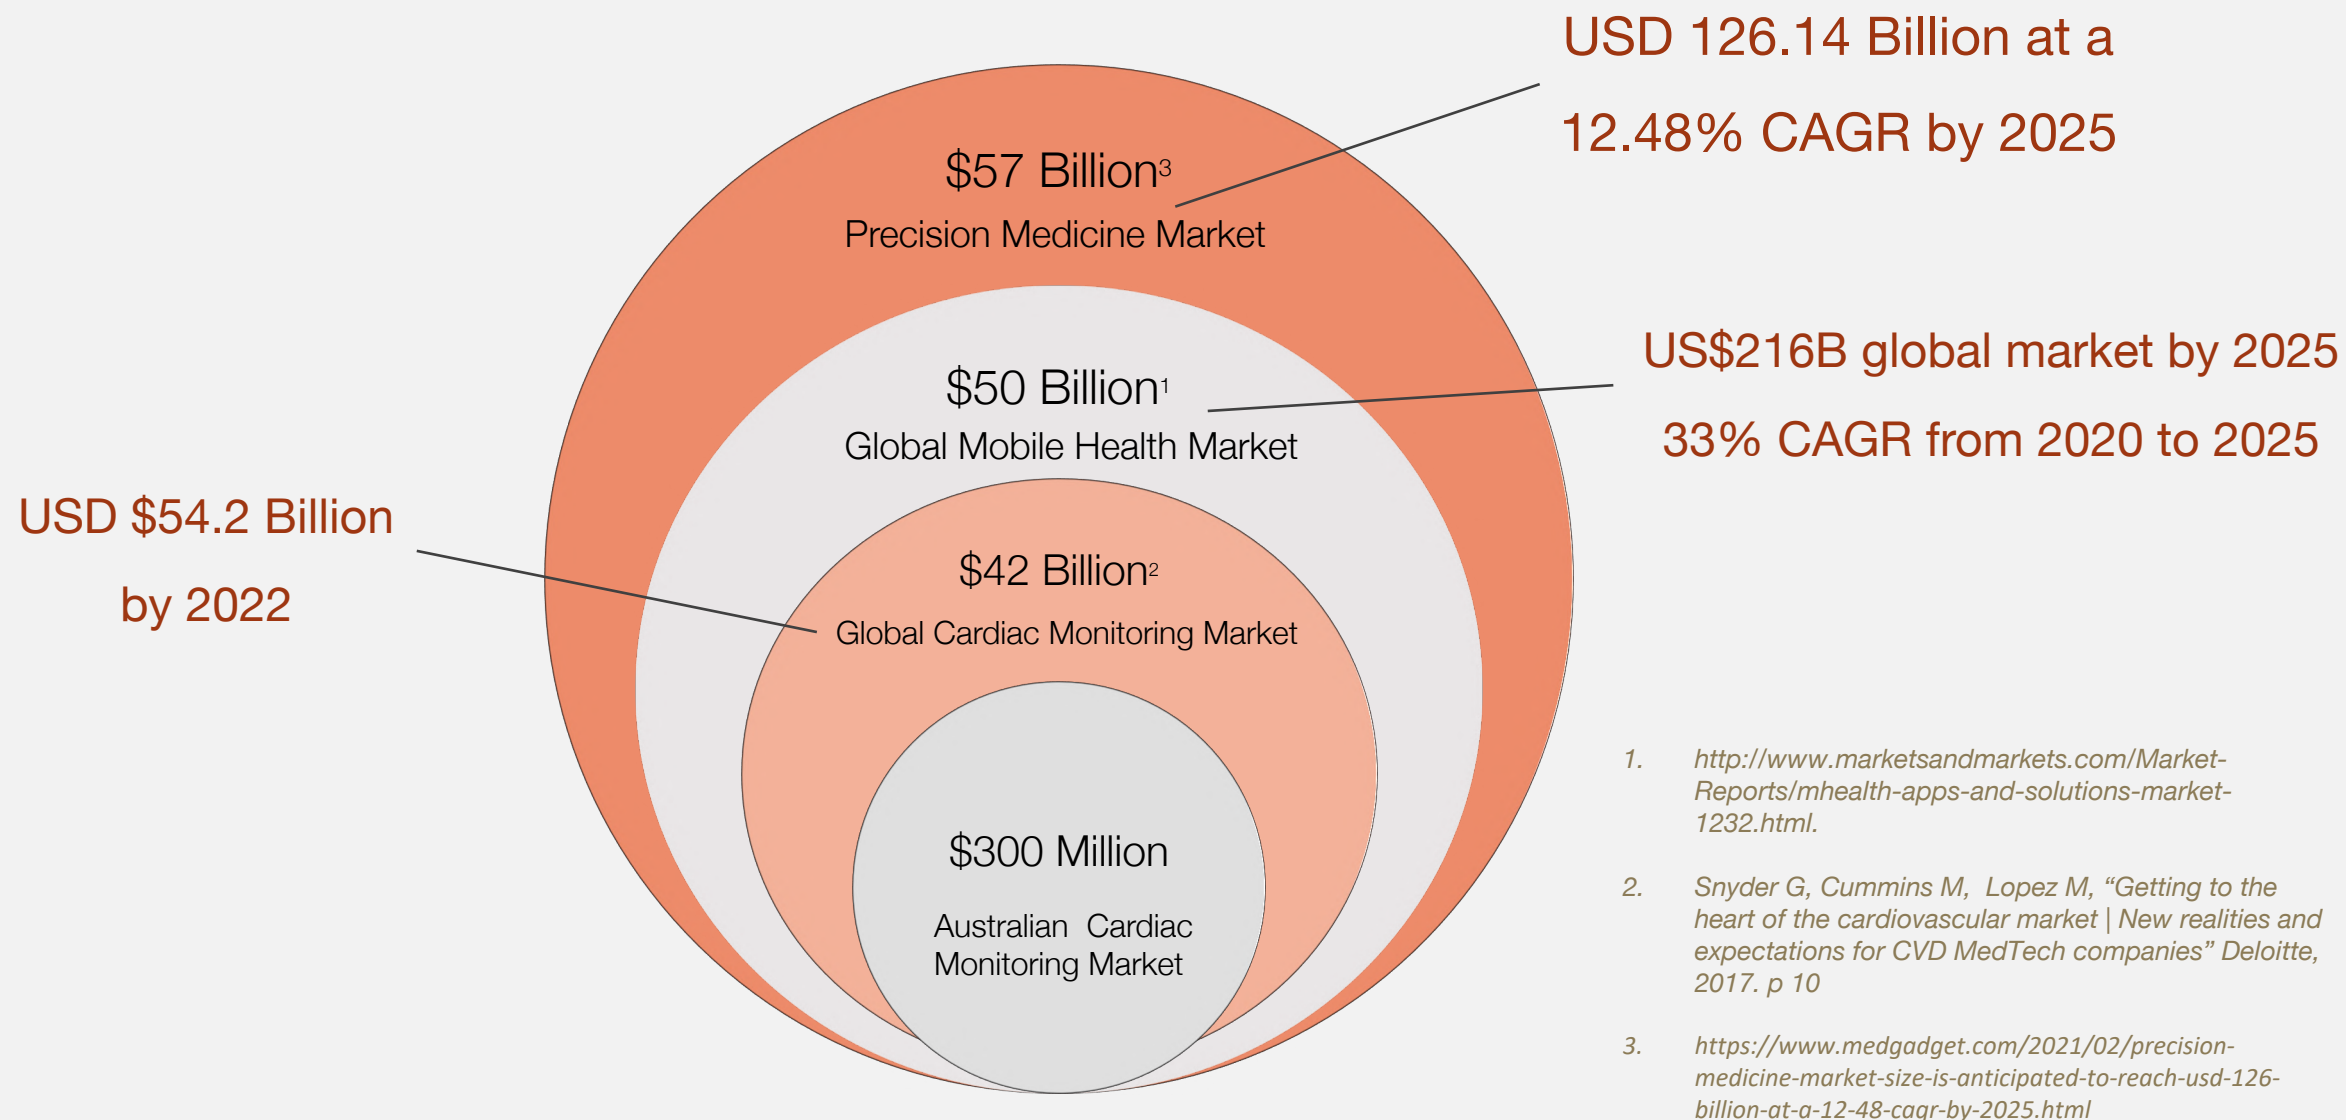 USD 126.14 Billion at a
12.48% CAGR by 2025
$57 Billion3
Precision Medicine Market
US$216B global market by 2025
33% CAGR from 2020 to 2025
$50 Billion1
Global Mobile Health Market
USD $54.2 Billion
by 2022
$42 Billion2
Global Cardiac Monitoring Market
$300 Million
Australian Cardiac
Monitoring Market
1. http://www.marketsandmarkets.com/Market-
Reports/mhealth-apps-and-solutions-market-
1232.html.
2. Snyder G, Cummins M, Lopez M, “Getting to the
heart of the cardiovascular market | New realities and
expectations for CVD MedTech companies” Deloitte,
2017. p 10
3. https://www.medgadget.com/2021/02/precision-
medicine-market-size-is-anticipated-to-reach-usd-126-
billion-at-a-12-48-cagr-by-2025.html